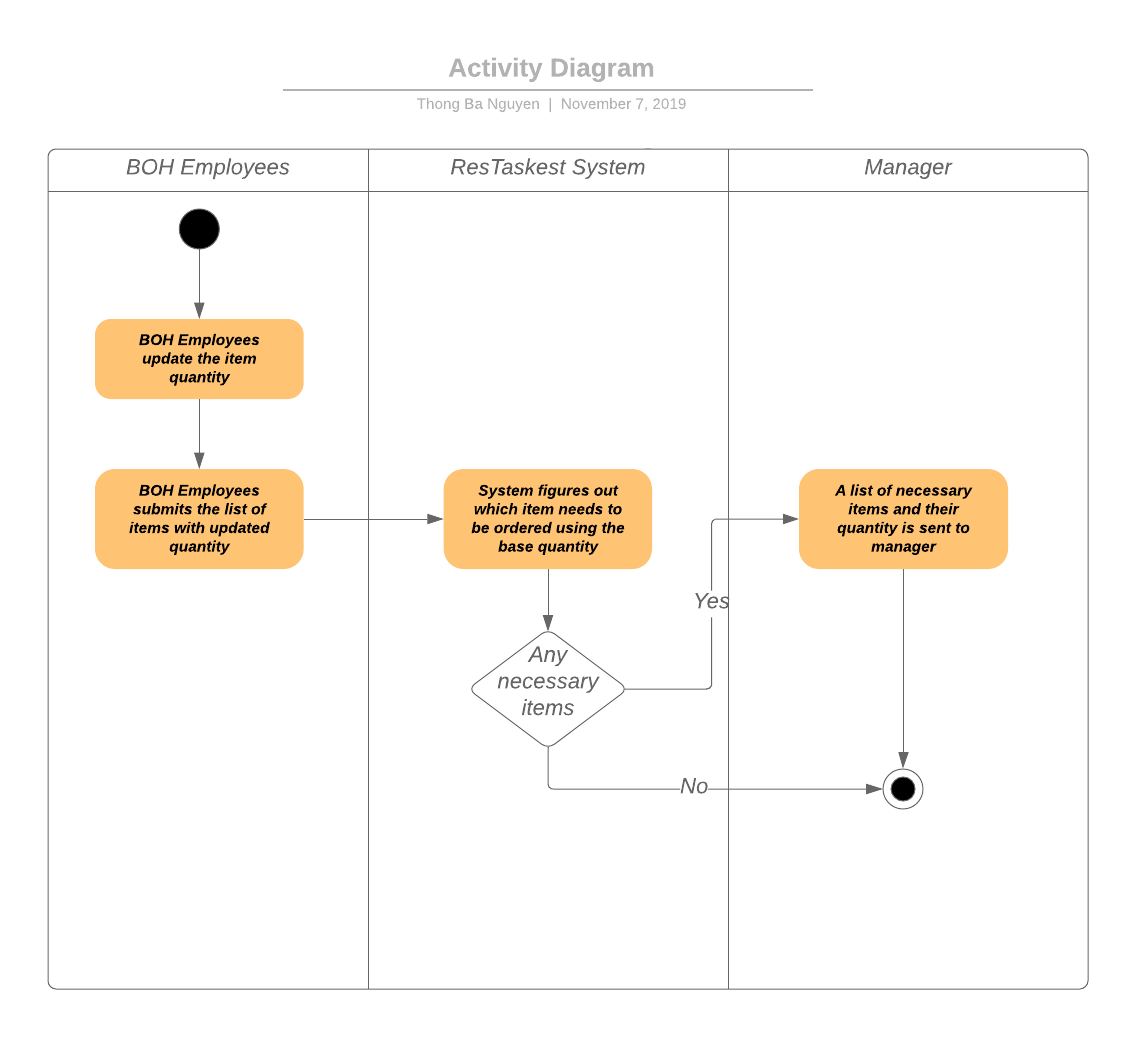 Activity Diagram
Thong Ba Nguyen | November 7, 2019
BOH Employees
ResTaskest System
Manager
BOH Employees
update the item
quantity
BOH Employees
submits the list of
items with updated
quantity
System figures out
which item needs to
be ordered using the
base quantity
A list of necessary
items and their
quantity is sent to
manager
Yes
Any
necessary
items
No